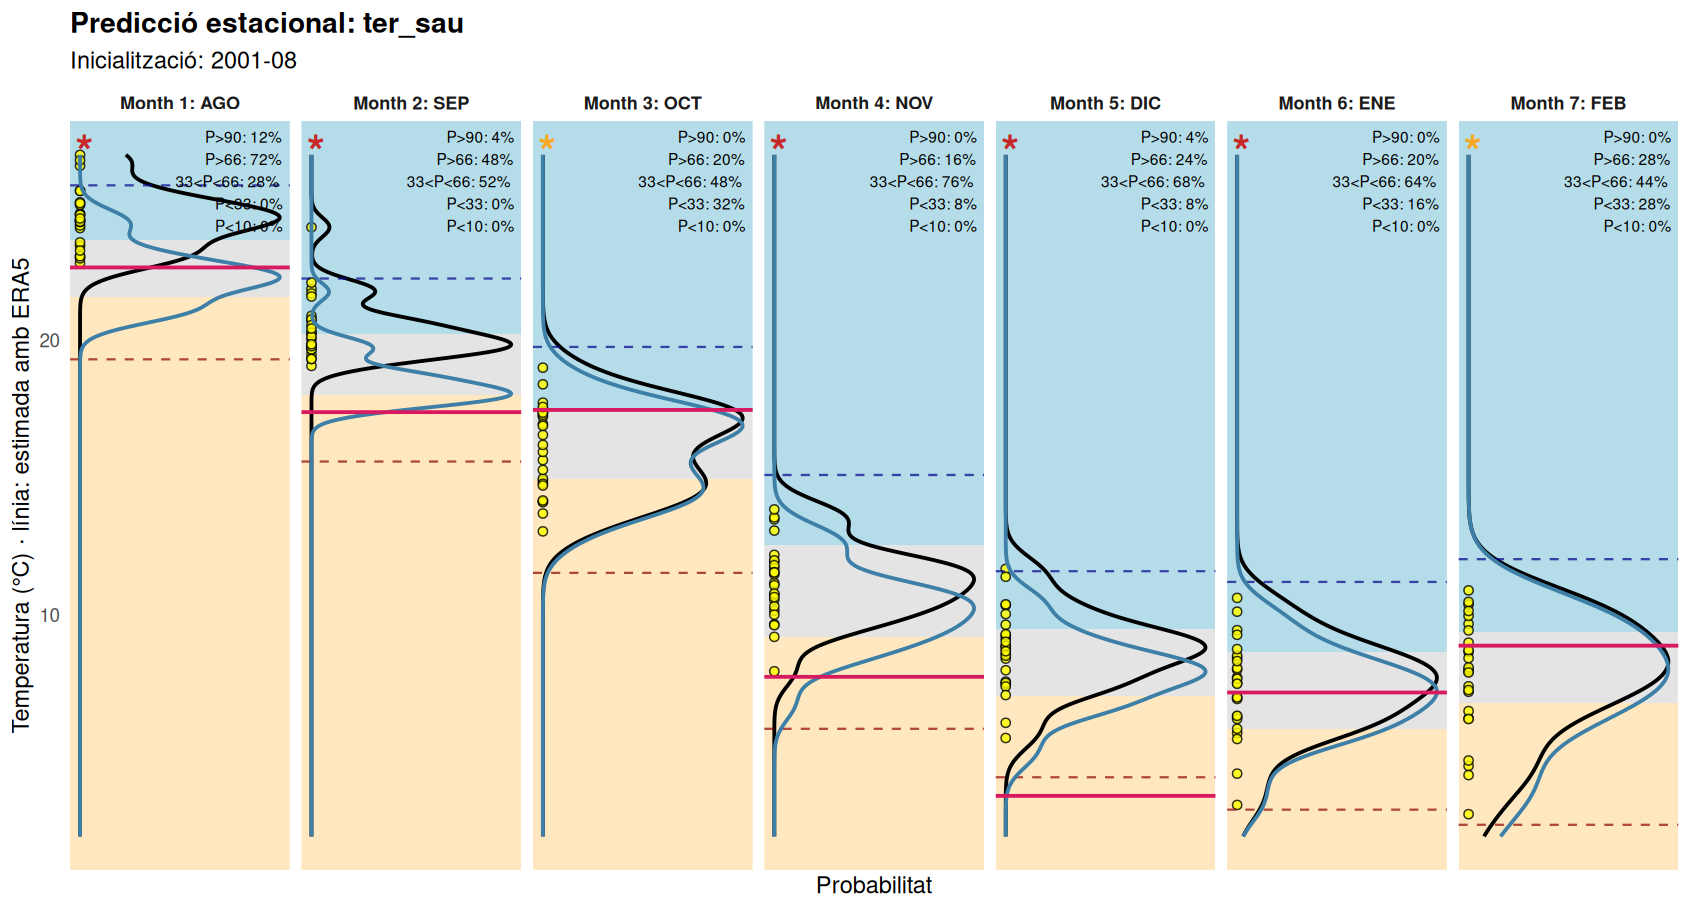 Predicció estacional: ter_sau
Inicialització: 2001-08
Month 1: AGO
Month 2: SEP
Month 3: OCT
Month 4: NOV
Month 5: DIC
Month 6: ENE
Month 7: FEB
P>90: 12%
P>66: 72%
33<P<66: 28%
P<33: 0%
P<10: 0%
P>90: 4%
P>66: 48%
33<P<66: 52%
P<33: 0%
P<10: 0%
P>90: 0%
P>66: 20%
33<P<66: 48%
P<33: 32%
P<10: 0%
P>90: 0%
P>66: 16%
33<P<66: 76%
P<33: 8%
P<10: 0%
P>90: 4%
P>66: 24%
33<P<66: 68%
P<33: 8%
P<10: 0%
P>90: 0%
P>66: 20%
33<P<66: 64%
P<33: 16%
P<10: 0%
P>90: 0%
P>66: 28%
33<P<66: 44%
P<33: 28%
P<10: 0%
Temperatura (°C) · línia: estimada amb ERA5
20
10
Probabilitat